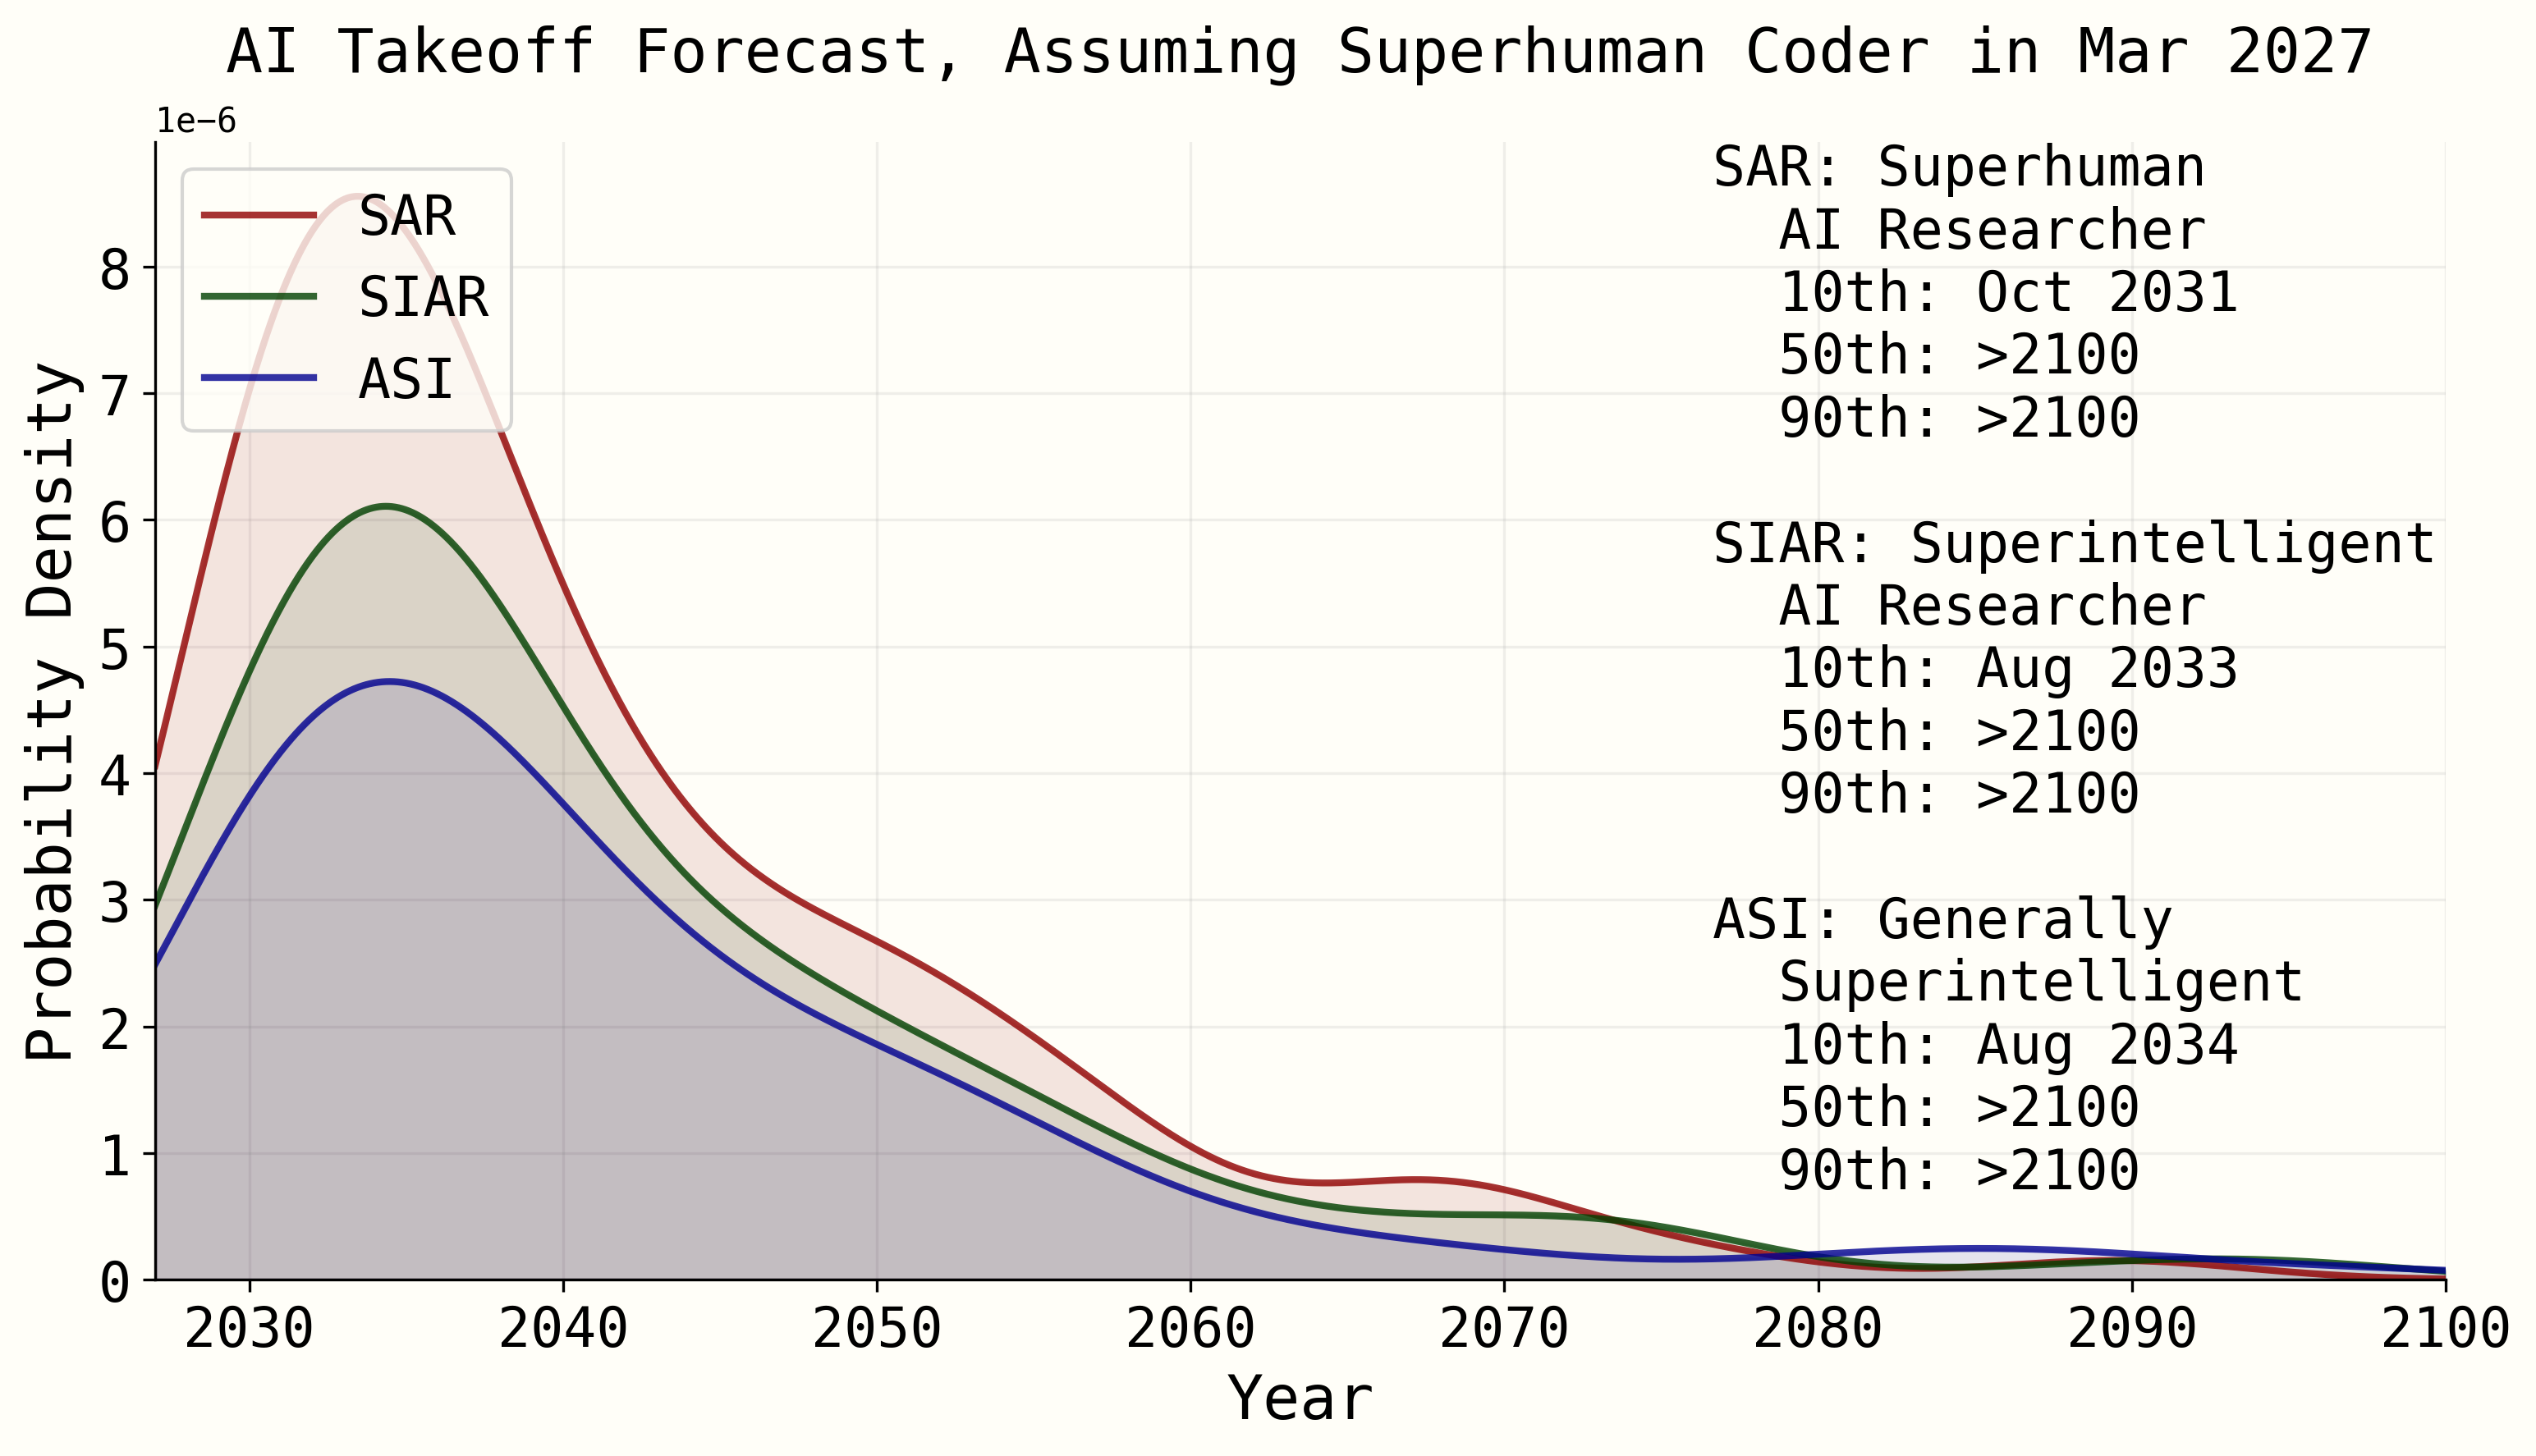 AI Takeoff Forecast, Assuming Superhuman Coder in Mar 2027
1e−6
SAR
SIAR
ASI
SAR: Superhuman
AI Researcher
10th: Oct 2031
50th: >2100
90th: >2100
SIAR: Superintelligent
AI Researcher
10th: Aug 2033
50th: >2100
90th: >2100
ASI: Generally
Superintelligent
10th: Aug 2034
50th: >2100
90th: >2100
Probability Density
8
7
6
5
4
3
2
1
0
2030 2040 2050 2060 2070 2080 2090 2100
Year